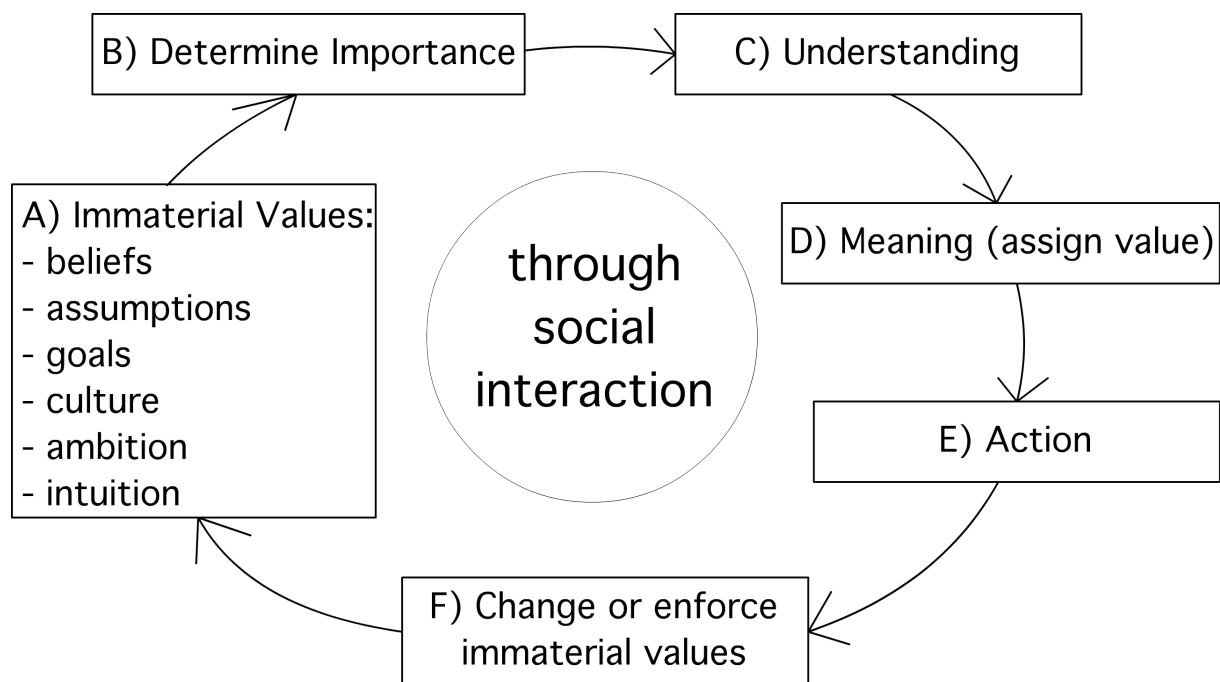 B) Determine Importance
C) Understanding
A) Immaterial Values:
- beliefs
- assumptions
- goals
- culture
- ambition
- intuition
through
social
interaction
D) Meaning (assign value)
E) Action
F) Change or enforce
immaterial values